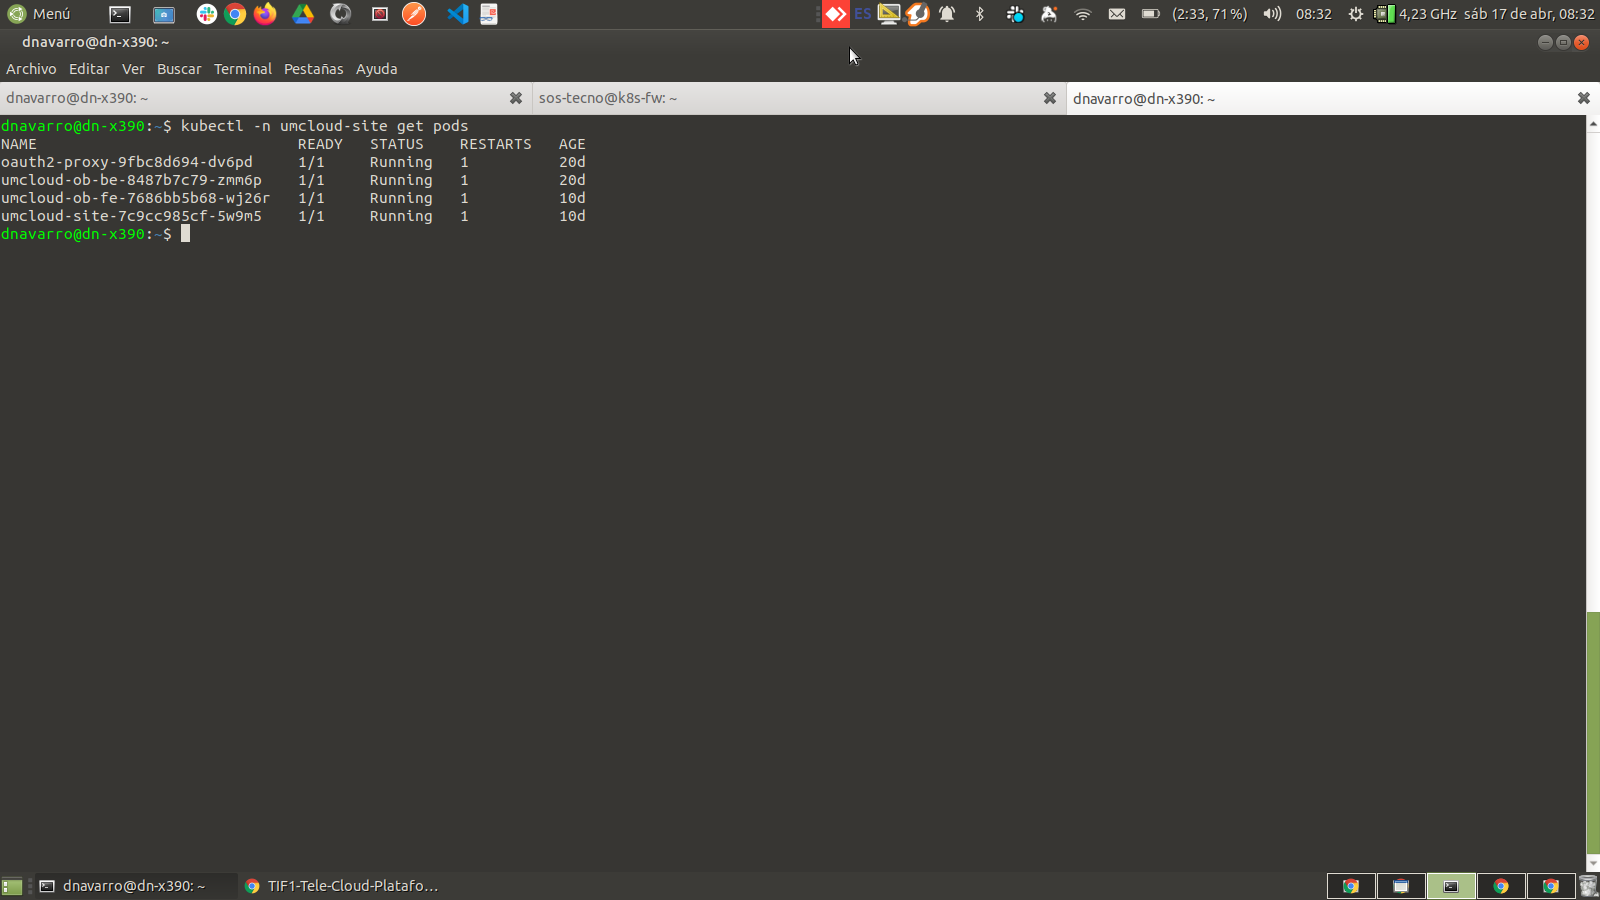 Menú ES (2:33, 71%) 08:32 4,23 GHz sáb 17 de abr, 08:32
dnavarro@dn-x390: ~
Archivo Editar Ver Buscar Terminal Pestañas Ayuda
dnavarro@dn-x390: ~ sos-tecno@k8s-fw: ~ dnavarro@dn-x390: ~
dnavarro@dn-x390:~$ kubectl -n umcloud-site get pods
NAME READY STATUS RESTARTS AGE
oauth2-proxy-9fbc8d694-dv6pd 1/1 Running 1 20d
umcloud-ob-be-8487b7c79-zmm6p 1/1 Running 1 20d
umcloud-ob-fe-7686bb5b68-wj26r 1/1 Running 1 10d
umcloud-site-7c9cc985cf-5w9m5 1/1 Running 1 10d
dnavarro@dn-x390:~$
dnavarro@dn-x390: ~ TIF1-Tele-Cloud-Platafo…